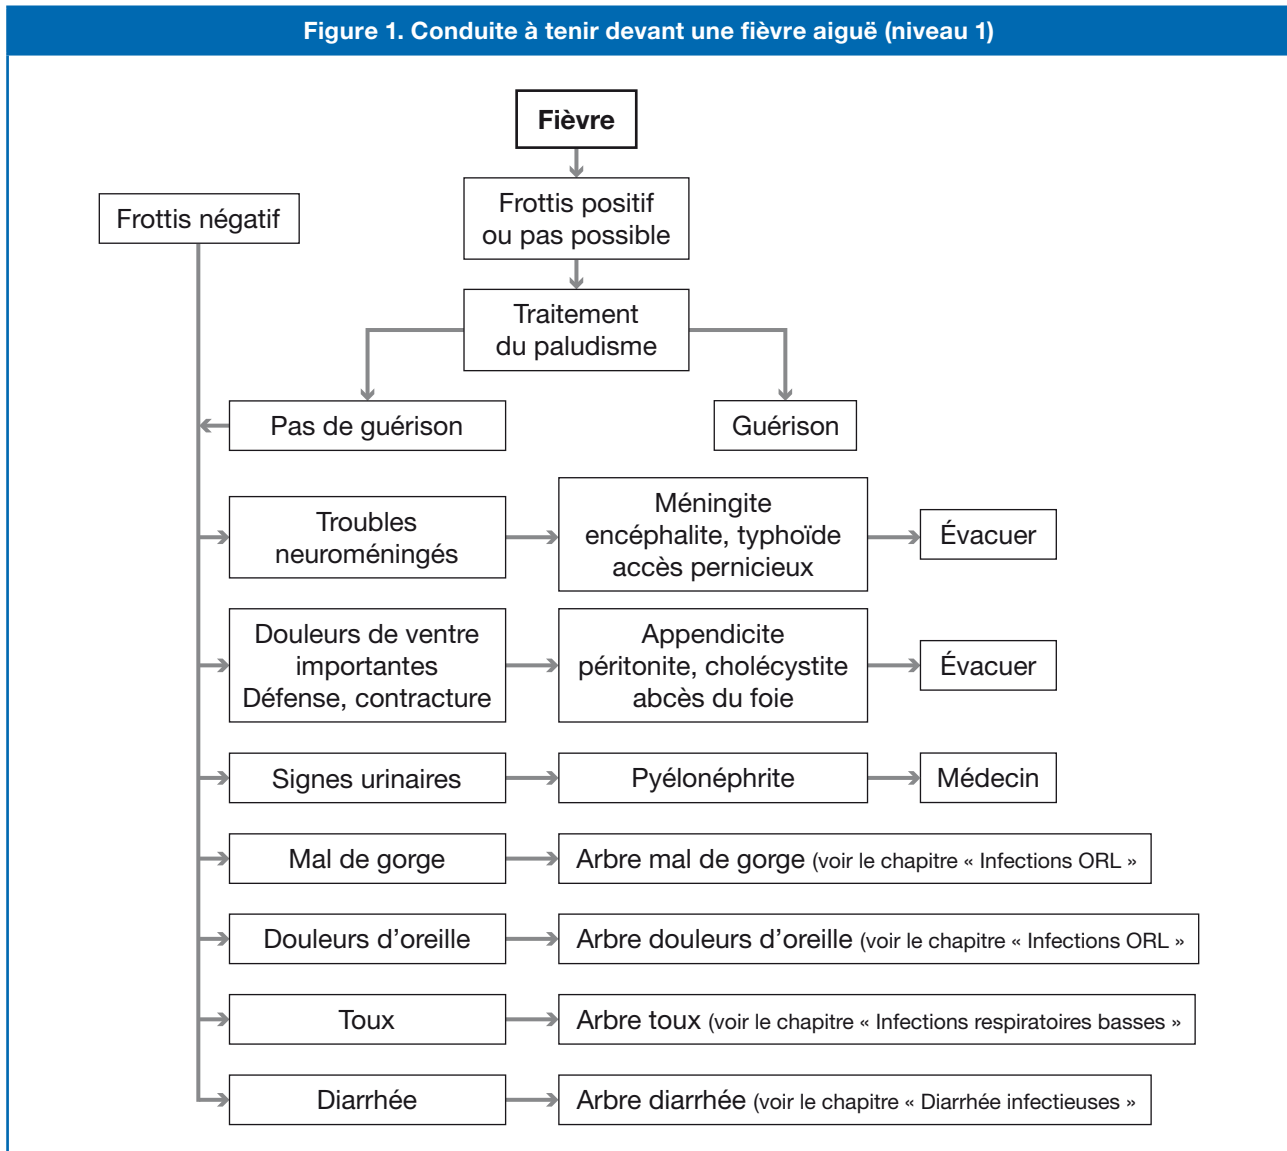 Figure 1. Conduite à tenir devant une fièvre aiguë (niveau 1)
Fièvre
Frottis négatif
Frottis positif
ou pas possible
Traitement
du paludisme
Pas de guérison
Guérison
Troubles
neuroméningés
Méningite
encéphalite, typhoïde
accès pernicieux
Évacuer
Douleurs de ventre
importantes
Défense, contracture
Appendicite
péritonite, cholécystite
abcès du foie
Évacuer
Signes urinaires
Pyélonéphrite
Médecin
Mal de gorge
Arbre mal de gorge (voir le chapitre « Infections ORL »
Douleurs d’oreille
Arbre douleurs d’oreille (voir le chapitre « Infections ORL »
Toux
Arbre toux (voir le chapitre « Infections respiratoires basses »
Diarrhée
Arbre diarrhée (voir le chapitre « Diarrhée infectieuses »